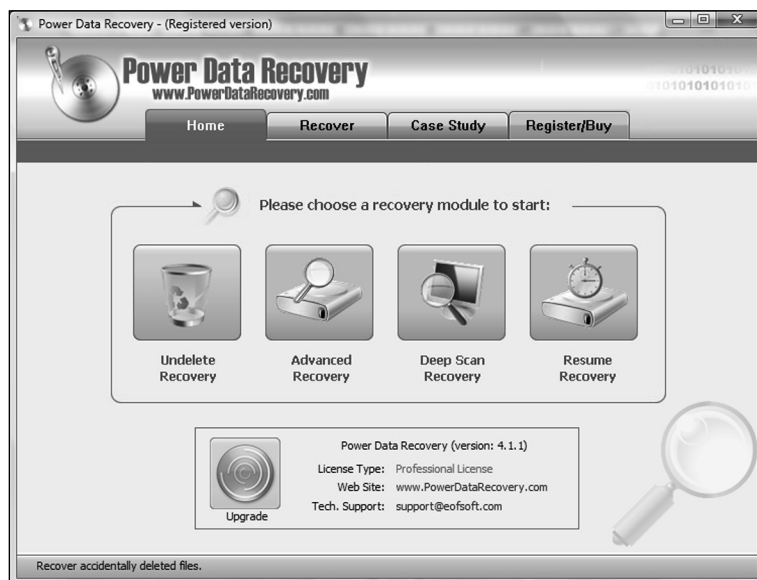 Power Data Recovery - (Registered version)
Power Data Recovery
www.PowerDataRecovery.com
Home
Recover
Case Study
Register/Buy
Please choose a recovery module to start:
Undelete
Recovery
Advanced
Recovery
Deep Scan
Recovery
Resume
Recovery
Power Data Recovery (version: 4.1.1)
License Type: Professional License
Web Site: www.PowerDataRecovery.com
Tech. Support: support@eofsoft.com
Upgrade
Recover accidentally deleted files.